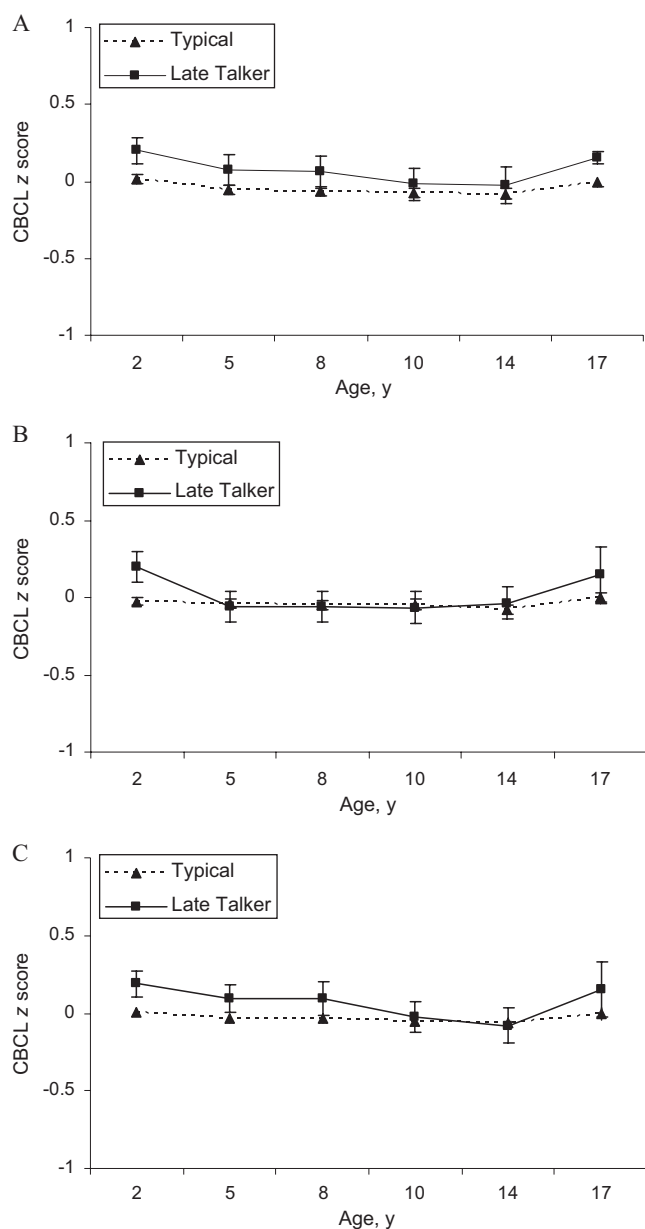 A
Typical
Late Talker
1
0.5
0
-0.5
-1
CBCL z score
2 5 8 10 14 17
Age, y
B
Typical
Late Talker
1
0.5
0
-0.5
-1
CBCL z score
2 5 8 10 14 17
Age, y
C
Typical
Late Talker
1
0.5
0
-0.5
-1
CBCL z score
2 5 8 10 14 17
Age, y